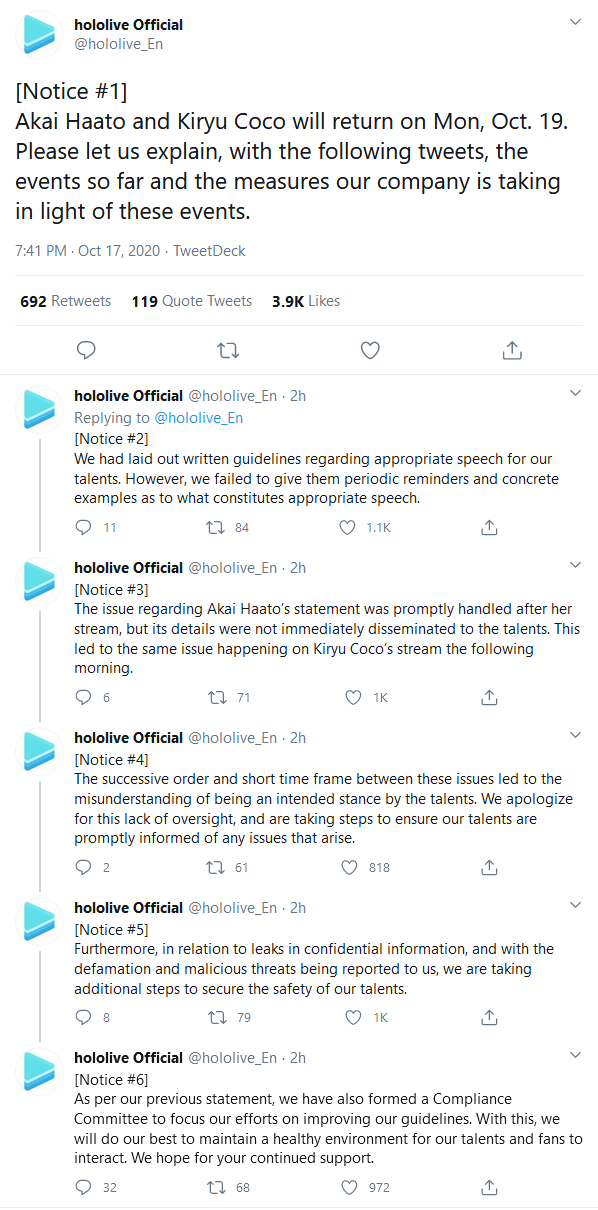 hololive Official
@hololive_En
[Notice #1]
Akai Haato and Kiryu Coco will return on Mon, Oct. 19.
Please let us explain, with the following tweets, the
events so far and the measures our company is taking
in light of these events.
7:41 PM · Oct 17, 2020 · TweetDeck
692 Retweets 119 Quote Tweets 3.9K Likes
hololive Official @hololive_En · 2h
Replying to @hololive_En
[Notice #2]
We had laid out written guidelines regarding appropriate speech for our
talents. However, we failed to give them periodic reminders and concrete
examples as to what constitutes appropriate speech.
11 84 1.1K
hololive Official @hololive_En · 2h
[Notice #3]
The issue regarding Akai Haato’s statement was promptly handled after her
stream, but its details were not immediately disseminated to the talents. This
led to the same issue happening on Kiryu Coco’s stream the following
morning.
6 71 1K
hololive Official @hololive_En · 2h
[Notice #4]
The successive order and short time frame between these issues led to the
misunderstanding of being an intended stance by the talents. We apologize
for this lack of oversight, and are taking steps to ensure our talents are
promptly informed of any issues that arise.
2 61 818
hololive Official @hololive_En · 2h
[Notice #5]
Furthermore, in relation to leaks in confidential information, and with the
defamation and malicious threats being reported to us, we are taking
additional steps to secure the safety of our talents.
8 79 1K
hololive Official @hololive_En · 2h
[Notice #6]
As per our previous statement, we have also formed a Compliance
Committee to focus our efforts on improving our guidelines. With this, we
will do our best to maintain a healthy environment for our talents and fans to
interact. We hope for your continued support.
32 68 972